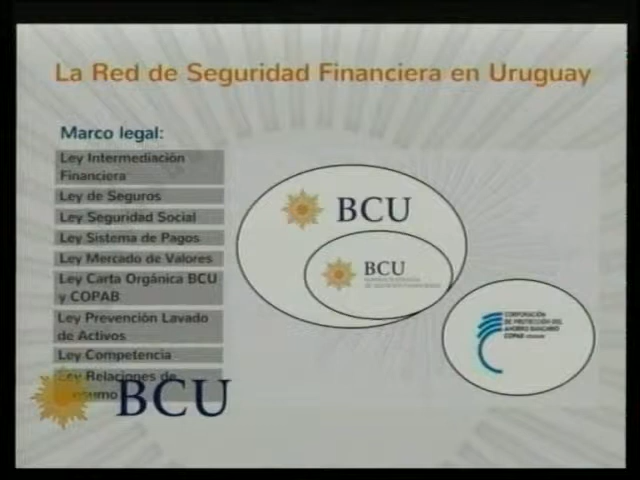 La Red de Seguridad Financiera en Uruguay
Marco legal:
Ley Intermediación
Financiera
Ley de Seguros
Ley Seguridad Social
Ley Sistema de Pagos
Ley Mercado de Valores
Ley Carta Orgánica BCU
y COPAB
Ley Prevención Lavado
de Activos
Ley Competencia
Ley Relaciones de
BCU
BCU
CORPORACIÓN
DE PROTECCIÓN DEL
AHORRO BANCARIO
COPAB
BCU